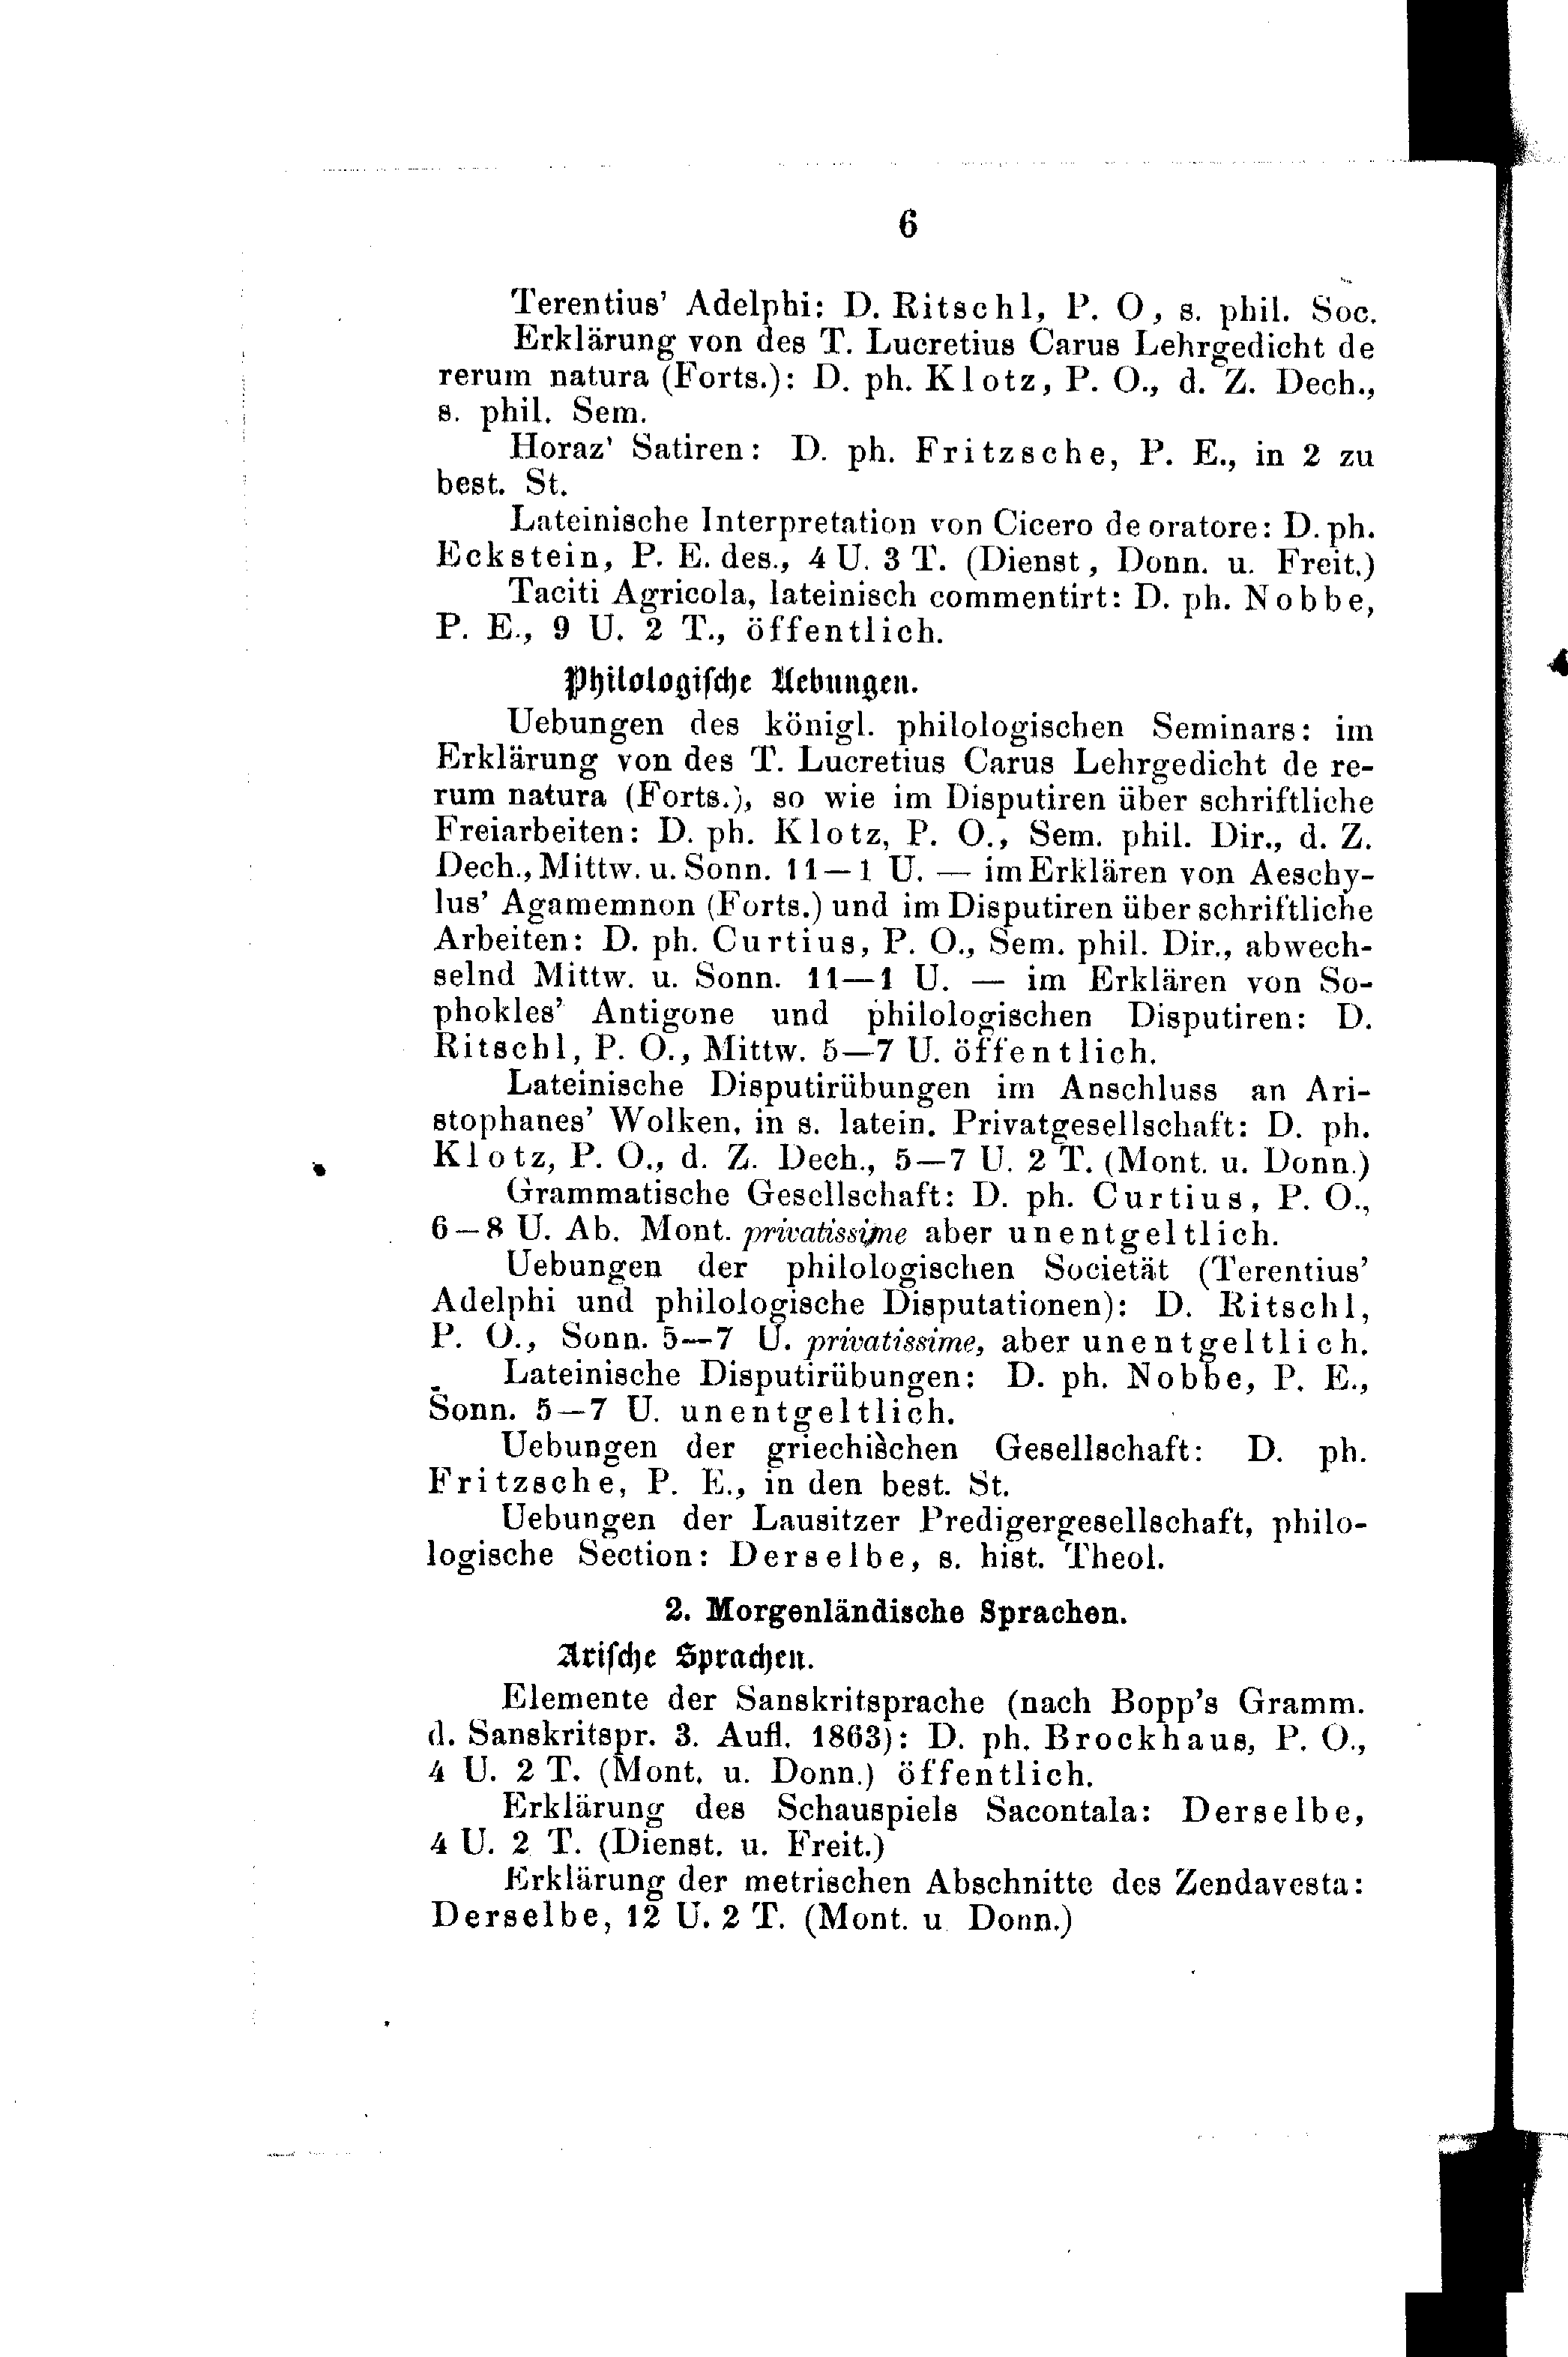 6
Terentius' Adelphi: D. Ritschl, P. O, s. phil. Soc.
Erklärung von des T. Lucretius Carus Lehrgedicht de
rerum natura (Forts.): D. ph. Klotz, P. O., d. Z. Dech.,
s. phil. Sem.
Horaz' Satiren: D. ph. Fritzsche, P. E., in 2 zu
best. St.
Lateinische Interpretation von Cicero de oratore: D. ph.
Eckstein, P. E. des., 4 U. 3 T. (Dienst, Donn. u. Freit.)
Taciti Agricola, lateinisch commentirt: D. ph. Nobbe,
P. E., 9 U. 2 T., öffentlich.
Philologische Uebungen.
Uebungen des königl. philologischen Seminars: im
Erklärung von des T. Lucretius Carus Lehrgedicht de re-
rum natura (Forts.), so wie im Disputiren über schriftliche
Freiarbeiten: D. ph. Klotz, P. O., Sem. phil. Dir., d. Z.
Dech., Mittw. u. Sonn. 11—1 U. — im Erklären von Aeschy-
lus' Agamemnon (Forts.) und im Disputiren über schriftliche
Arbeiten: D. ph. Curtius, P. O., Sem. phil. Dir., abwech-
selnd Mittw. u. Sonn. 11—1 U. — im Erklären von So-
phokles' Antigone und philologischen Disputiren: D.
Ritschl, P. O., Mittw. 5—7 U. öffentlich.
Lateinische Disputirübungen im Anschluss an Ari-
stophanes' Wolken, in s. latein. Privatgesellschaft: D. ph.
Klotz, P. O., d. Z. Dech., 5—7 U. 2 T. (Mont. u. Donn.)
Grammatische Gesellschaft: D. ph. Curtius, P. O.,
6—8 U. Ab. Mont. privatissime aber unentgeltlich.
Uebungen der philologischen Societät (Terentius'
Adelphi und philologische Disputationen): D. Ritschl,
P. O., Sonn. 5—7 U. privatissime, aber unentgeltlich.
Lateinische Disputirübungen: D. ph. Nobbe, P. E.,
Sonn. 5—7 U. unentgeltlich.
Uebungen der griechischen Gesellschaft: D. ph.
Fritzsche, P. E., in den best. St.
Uebungen der Lausitzer Predigergesellschaft, philo-
logische Section: Derselbe, s. hist. Theol.
2. Morgenländische Sprachen.
Arische Sprachen.
Elemente der Sanskritsprache (nach Bopp's Gramm.
d. Sanskritspr. 3. Aufl. 1863): D. ph. Brockhaus, P. O.,
4 U. 2 T. (Mont. u. Donn.) öffentlich.
Erklärung des Schauspiels Sacontala: Derselbe,
4 U. 2 T. (Dienst. u. Freit.)
Erklärung der metrischen Abschnitte des Zendavesta:
Derselbe, 12 U. 2 T. (Mont. u Donn.)